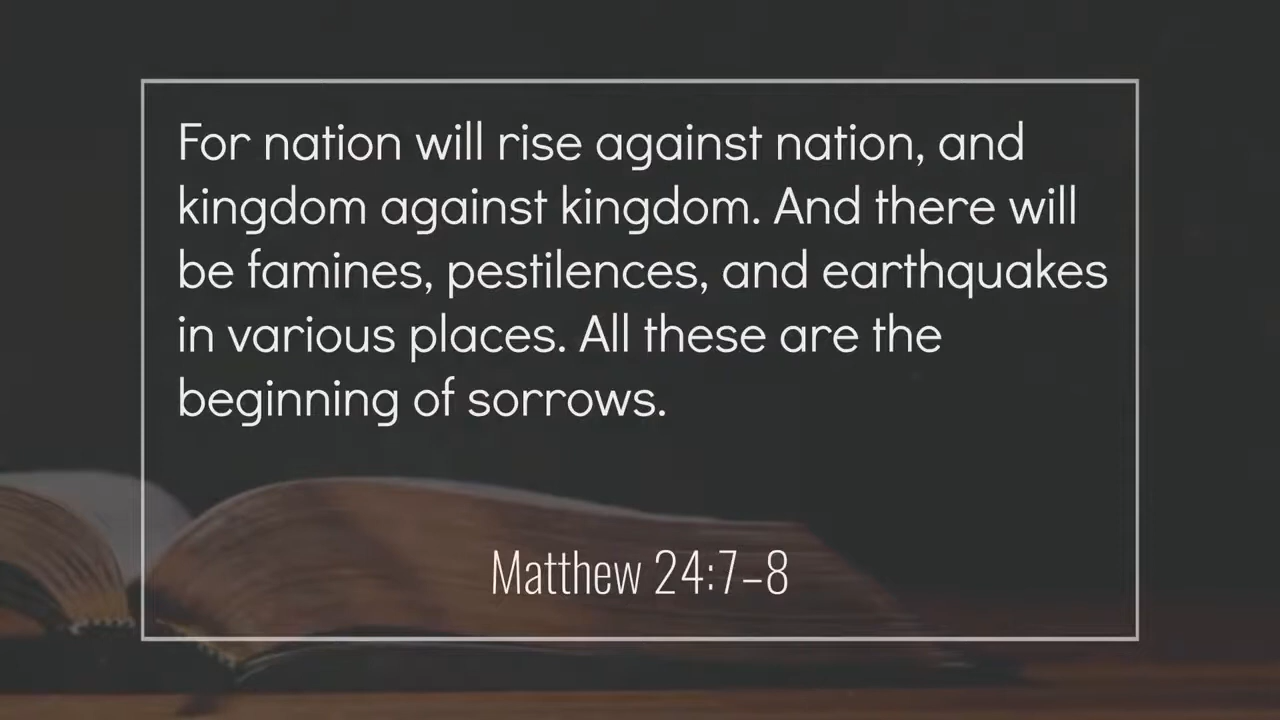 For nation will rise against nation, and
kingdom against kingdom. And there will
be famines, pestilences, and earthquakes
in various places. All these are the
beginning of sorrows.
Matthew 24:7–8